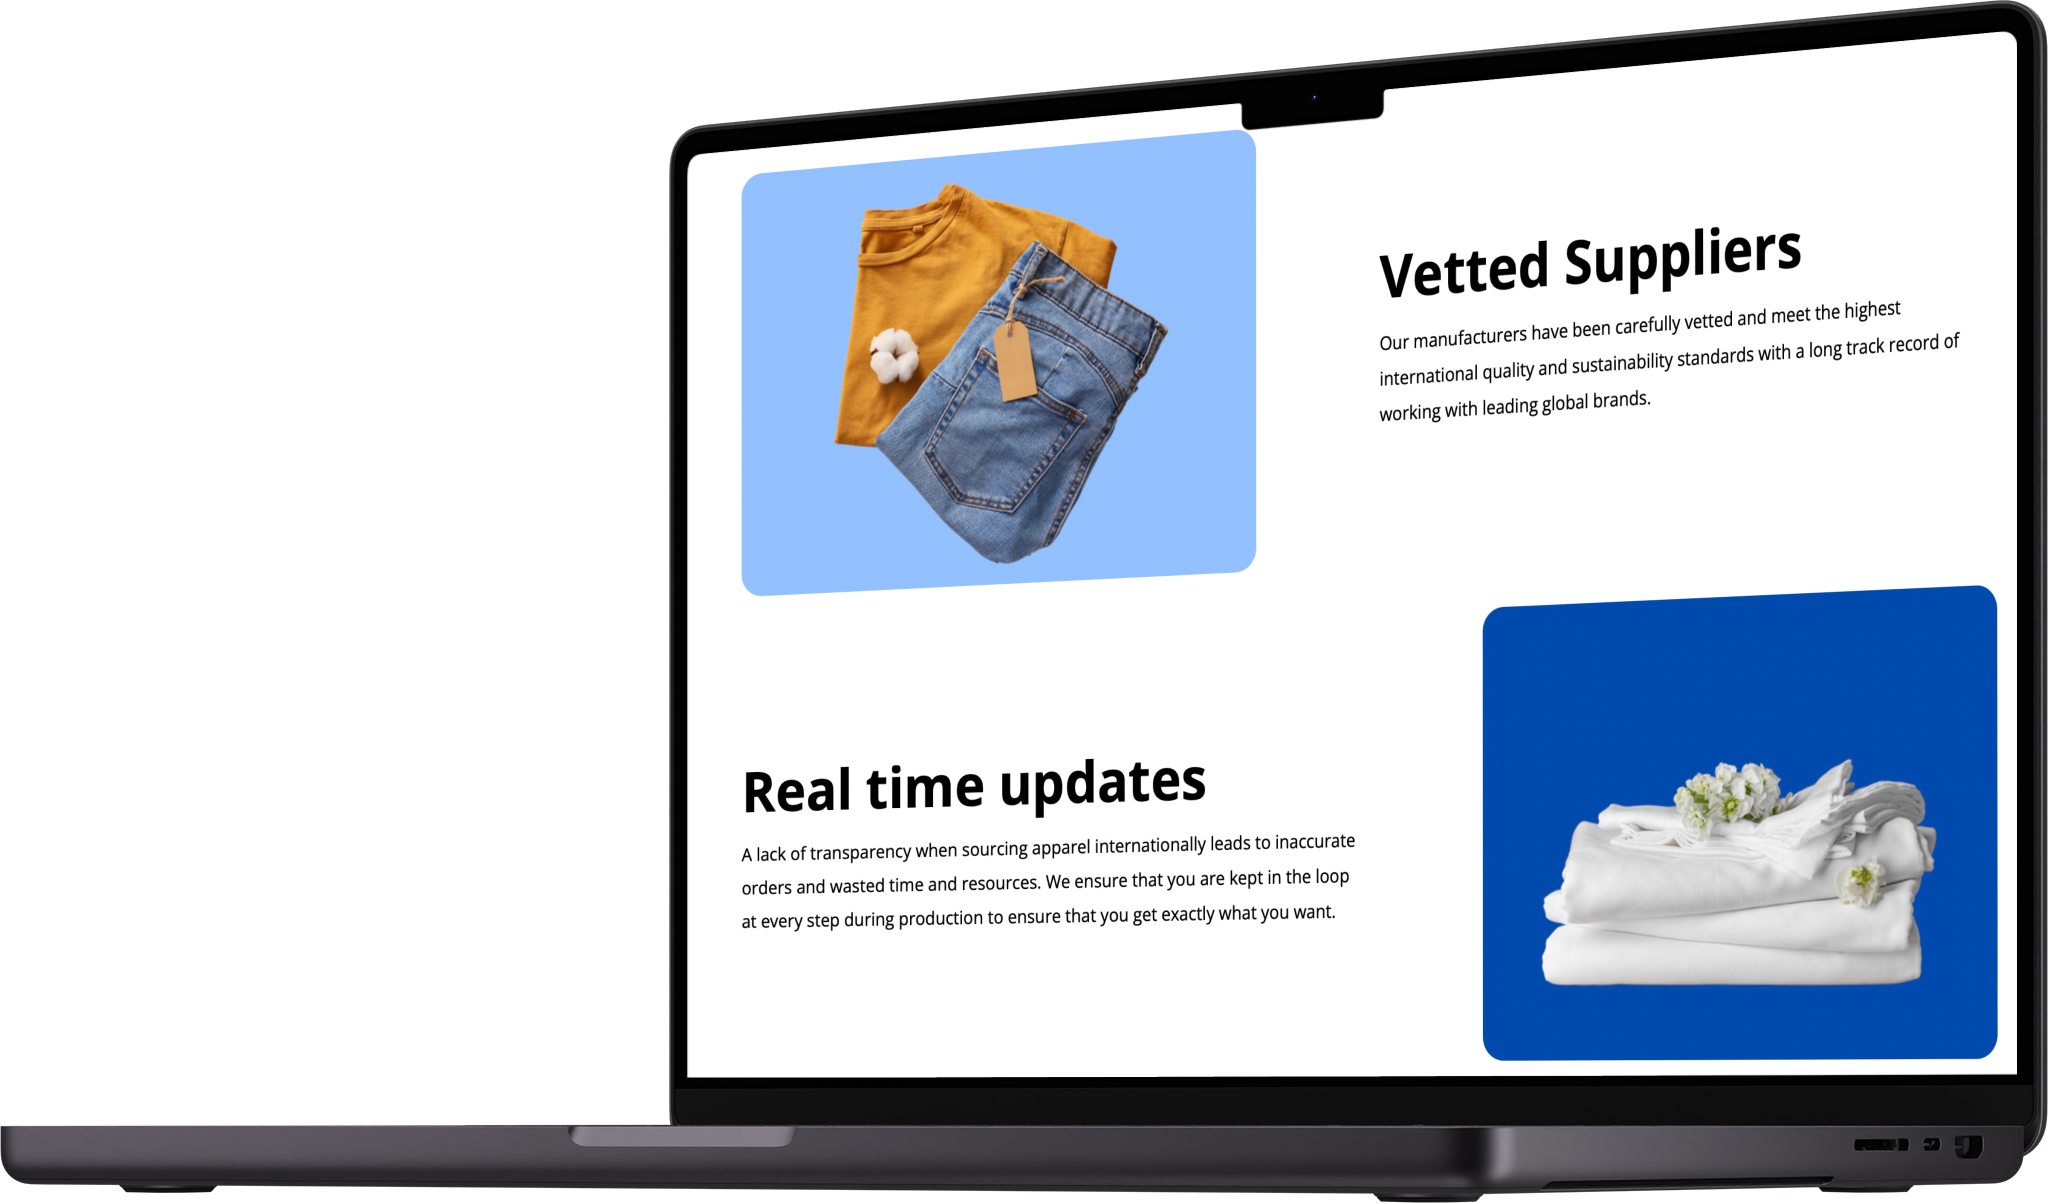 Vetted Suppliers
Our manufacturers have been carefully vetted and meet the highest
international quality and sustainability standards with a long track record of
working with leading global brands.
Real time updates
A lack of transparency when sourcing apparel internationally leads to inaccurate
orders and wasted time and resources. We ensure that you are kept in the loop
at every step during production to ensure that you get exactly what you want.